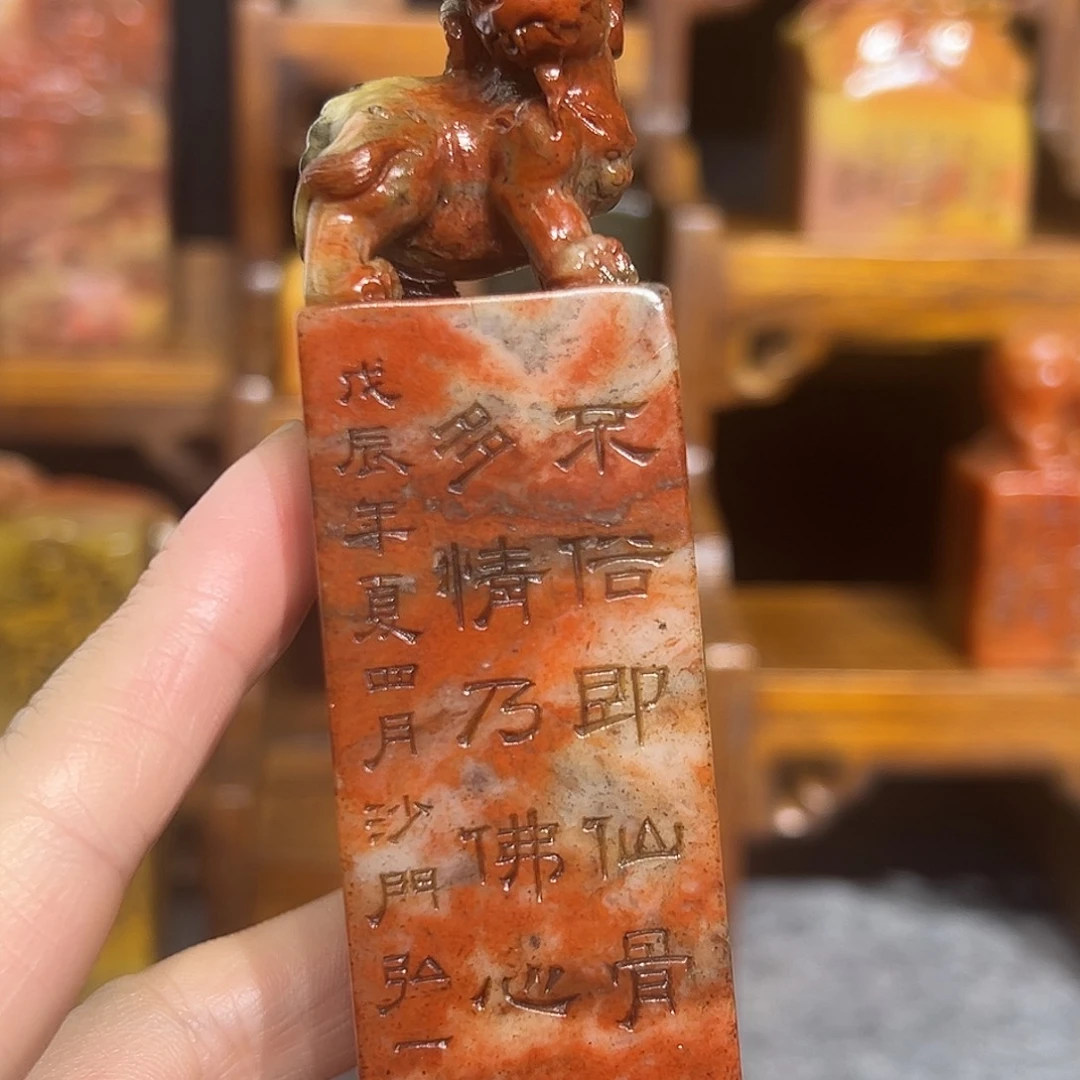 不俗即仙骨
多情乃佛心
戊辰年夏四月沙門弘一